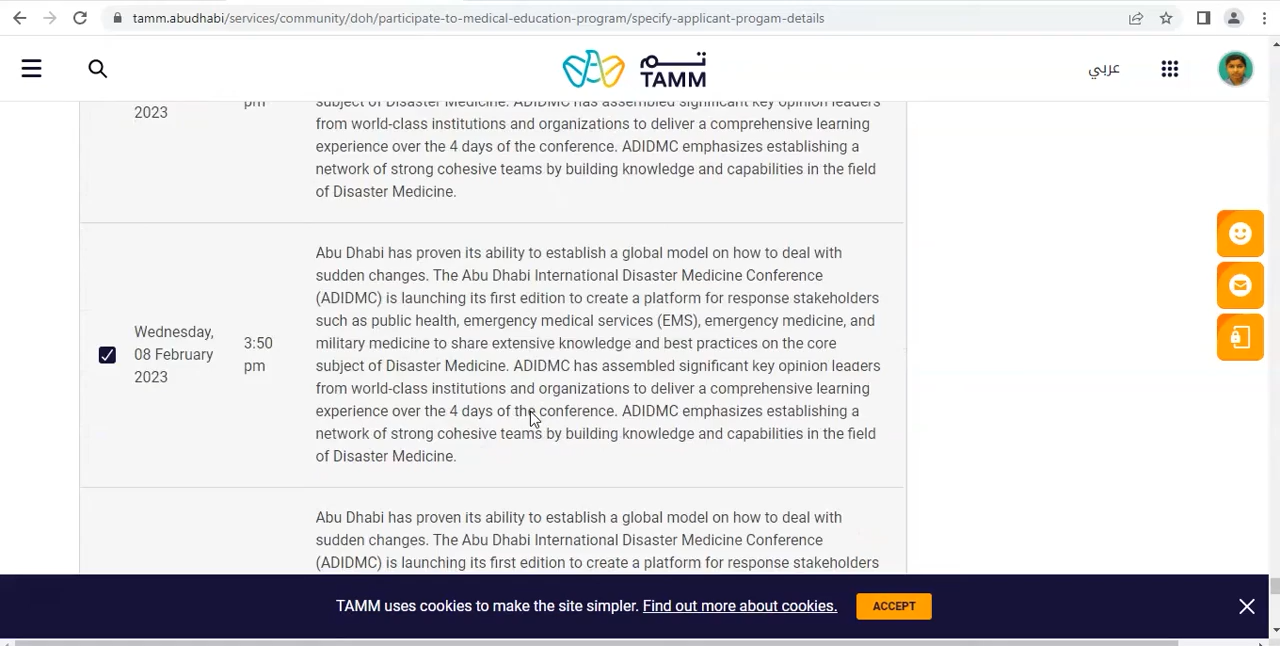 tamm.abudhabi/services/community/doh/participate-to-medical-education-program/specify-applicant-progam-details
تـــم
TAMM
عربي
2023
pm
subject of Disaster Medicine. ADIDMC has assembled significant key opinion leaders
from world-class institutions and organizations to deliver a comprehensive learning
experience over the 4 days of the conference. ADIDMC emphasizes establishing a
network of strong cohesive teams by building knowledge and capabilities in the field
of Disaster Medicine.
Wednesday,
08 February
2023
3:50
pm
Abu Dhabi has proven its ability to establish a global model on how to deal with
sudden changes. The Abu Dhabi International Disaster Medicine Conference
(ADIDMC) is launching its first edition to create a platform for response stakeholders
such as public health, emergency medical services (EMS), emergency medicine, and
military medicine to share extensive knowledge and best practices on the core
subject of Disaster Medicine. ADIDMC has assembled significant key opinion leaders
from world-class institutions and organizations to deliver a comprehensive learning
experience over the 4 days of the conference. ADIDMC emphasizes establishing a
network of strong cohesive teams by building knowledge and capabilities in the field
of Disaster Medicine.
Abu Dhabi has proven its ability to establish a global model on how to deal with
sudden changes. The Abu Dhabi International Disaster Medicine Conference
(ADIDMC) is launching its first edition to create a platform for response stakeholders
TAMM uses cookies to make the site simpler. Find out more about cookies.
ACCEPT